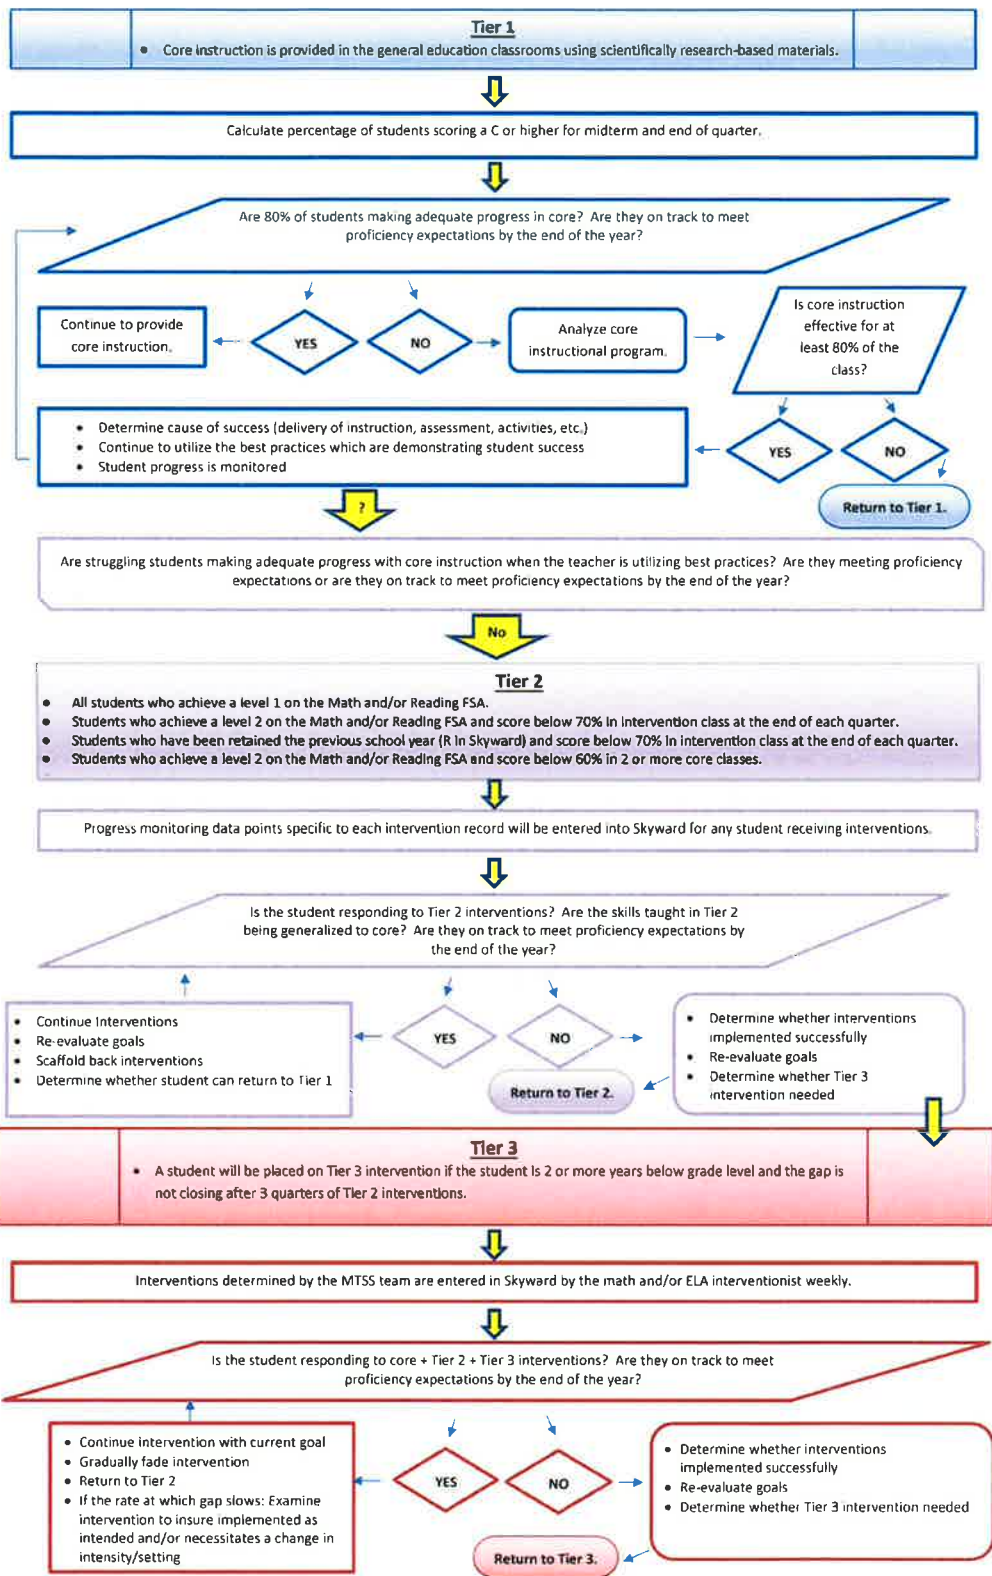 Tier 1
• Core instruction is provided in the general education classrooms using scientifically research-based materials.
Calculate percentage of students scoring a C or higher for midterm and end of quarter.
Are 80% of students making adequate progress in core? Are they on track to meet
proficiency expectations by the end of the year?
Continue to provide
core instruction.
YES
NO
Analyze core
instructional program.
Is core instruction
effective for at
least 80% of the
class?
• Determine cause of success (delivery of instruction, assessment, activities, etc.)
• Continue to utilize the best practices which are demonstrating student success
• Student progress is monitored
YES
NO
Return to Tier 1.
?
Are struggling students making adequate progress with core instruction when the teacher is utilizing best practices? Are they meeting proficiency
expectations or are they on track to meet proficiency expectations by the end of the year?
No
Tier 2
• All students who achieve a level 1 on the Math and/or Reading FSA.
• Students who achieve a level 2 on the Math and/or Reading FSA and score below 70% in intervention class at the end of each quarter.
• Students who have been retained the previous school year (R in Skyward) and score below 70% in intervention class at the end of each quarter.
• Students who achieve a level 2 on the Math and/or Reading FSA and score below 60% in 2 or more core classes.
Progress monitoring data points specific to each intervention record will be entered into Skyward for any student receiving interventions.
Is the student responding to Tier 2 interventions? Are the skills taught in Tier 2
being generalized to core? Are they on track to meet proficiency expectations by
the end of the year?
• Continue Interventions
• Re-evaluate goals
• Scaffold back interventions
• Determine whether student can return to Tier 1
YES
NO
Return to Tier 2.
• Determine whether interventions
implemented successfully
• Re-evaluate goals
• Determine whether Tier 3
intervention needed
Tier 3
• A student will be placed on Tier 3 intervention if the student is 2 or more years below grade level and the gap is
not closing after 3 quarters of Tier 2 interventions.
Interventions determined by the MTSS team are entered in Skyward by the math and/or ELA interventionist weekly.
Is the student responding to core + Tier 2 + Tier 3 interventions? Are they on track to meet
proficiency expectations by the end of the year?
• Continue intervention with current goal
• Gradually fade intervention
• Return to Tier 2
• If the rate at which gap slows: Examine
intervention to insure implemented as
intended and/or necessitates a change in
intensity/setting
YES
NO
Return to Tier 3.
• Determine whether interventions
implemented successfully
• Re-evaluate goals
• Determine whether Tier 3 intervention needed